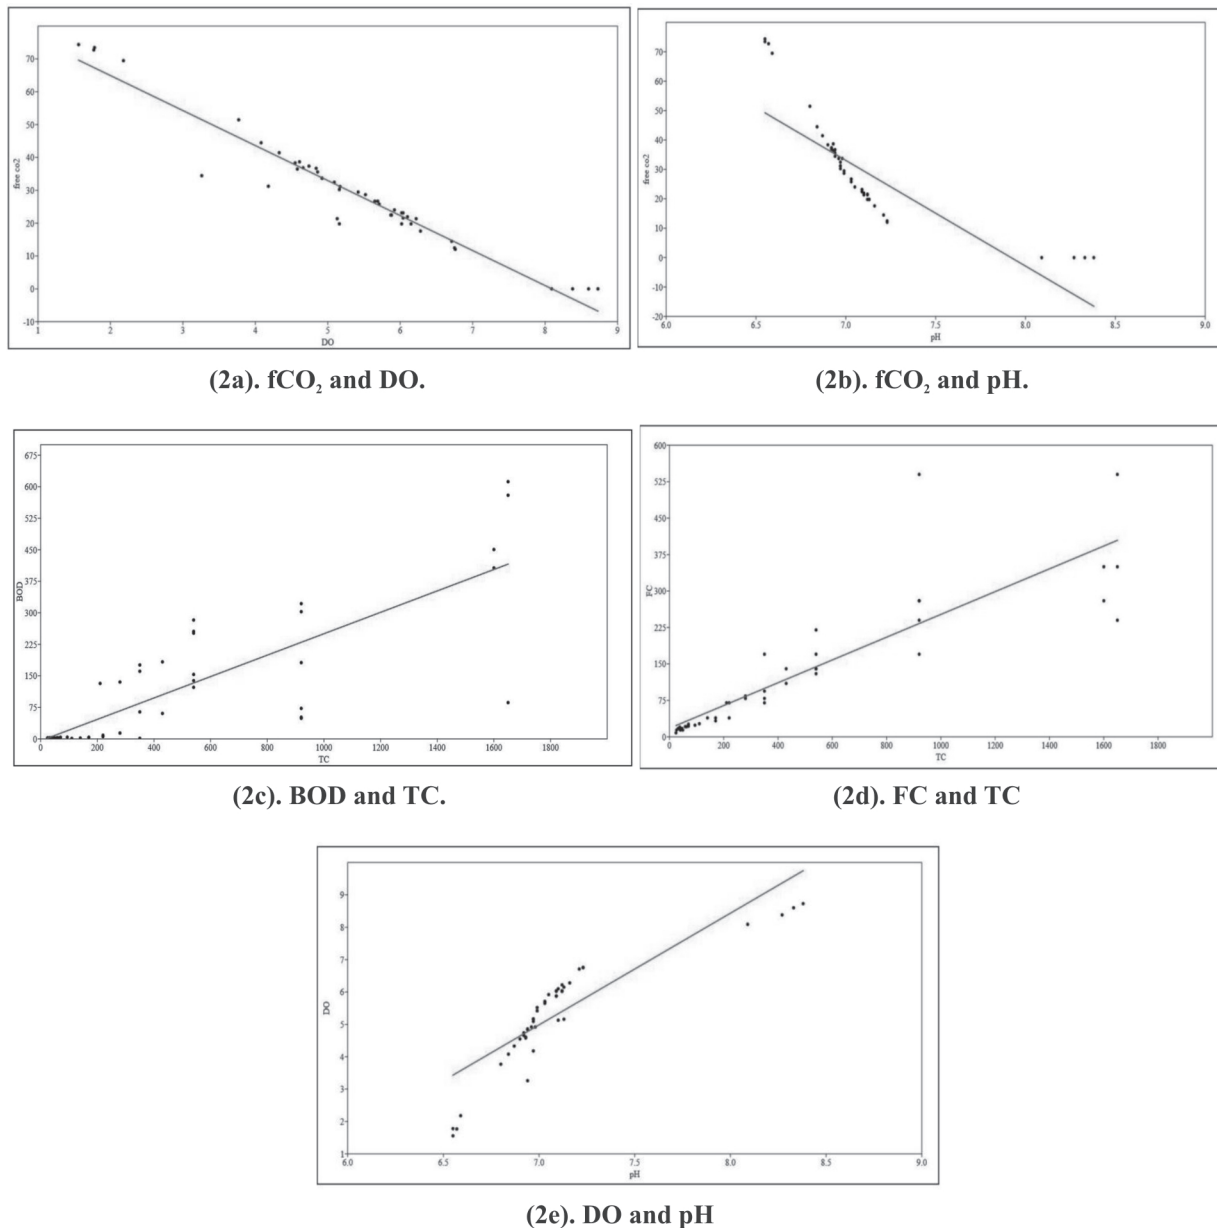 70
60
50
40
30
20
10
0
-10
free co2
1 2 3 4 5 6 7 8 9
DO
70
60
50
40
30
20
10
0
-10
-20
free co2
6.0 6.5 7.0 7.5 8.0 8.5 9.0
pH
(2a). fCO₂ and DO.
(2b). fCO₂ and pH.
675
600
525
450
375
300
225
150
75
0
BOD
0 200 400 600 800 1000 1200 1400 1600 1800
TC
600
525
450
375
300
225
150
75
0
FC
0 200 400 600 800 1000 1200 1400 1600 1800
TC
(2c). BOD and TC.
(2d). FC and TC
9
8
7
6
5
4
3
2
1
DO
6.0 6.5 7.0 7.5 8.0 8.5 9.0
pH
(2e). DO and pH